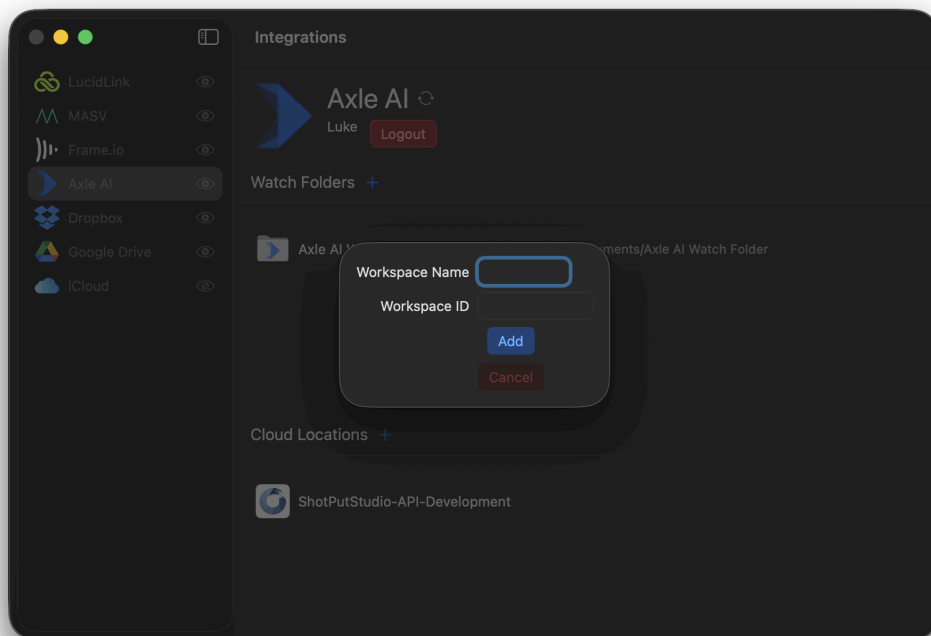 Integrations
LucidLink
MASV
Frame.io
Axle AI
Dropbox
Google Drive
iCloud
Axle AI
Luke
Logout
Watch Folders +
Axle AI
ments/Axle AI Watch Folder
Workspace Name
Workspace ID
Add
Cancel
Cloud Locations +
ShotPutStudio-API-Development